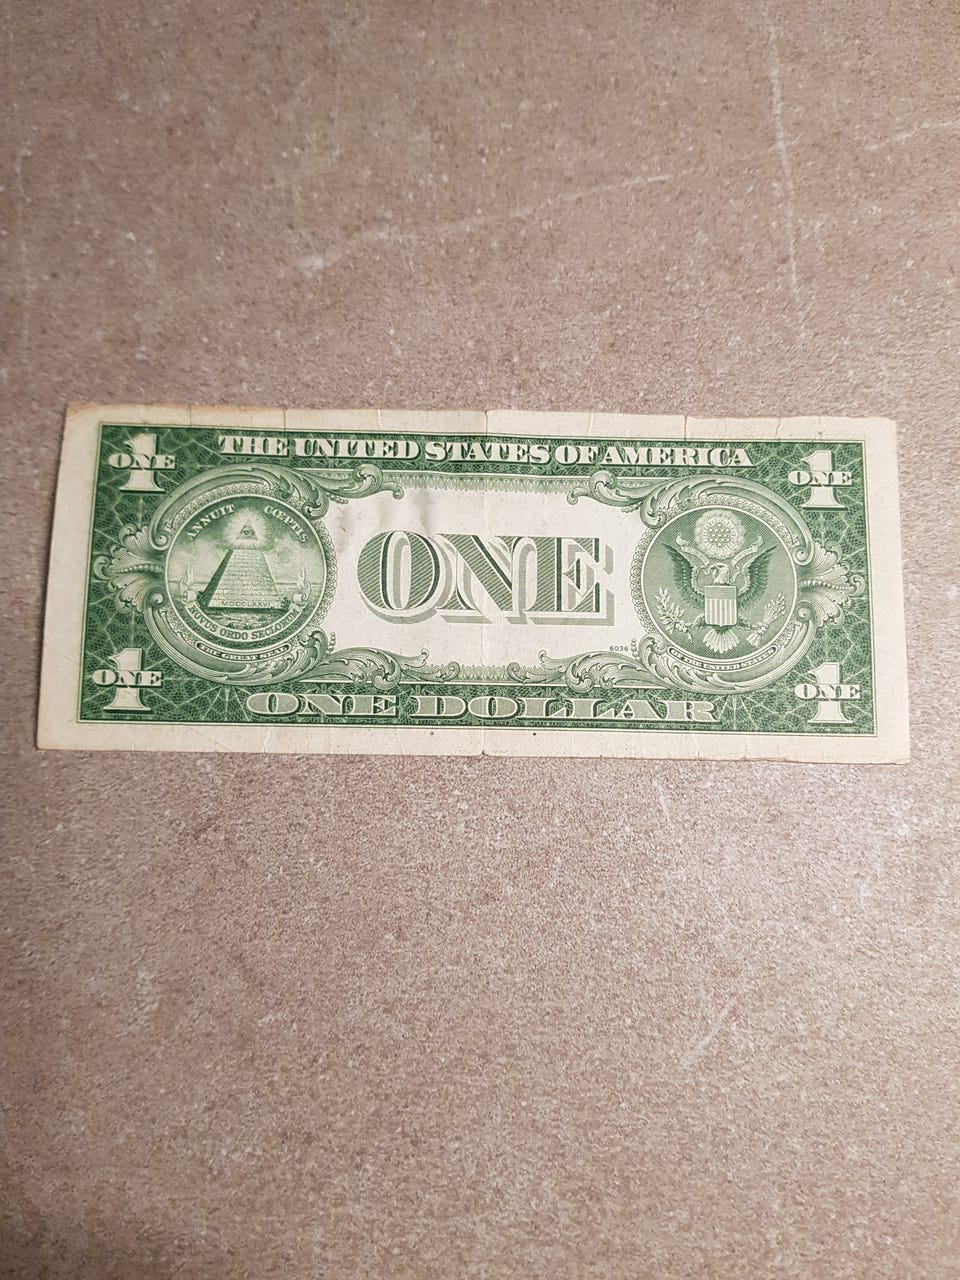 THE UNITED STATES OF AMERICA
1
ONE
1
ONE
ANNUIT CŒPTIS
MDCCLXXVI
NOVUS ORDO SECLORUM
THE GREAT SEAL
ONE
OF THE UNITED STATES
6036
1
ONE
1
ONE
ONE DOLLAR